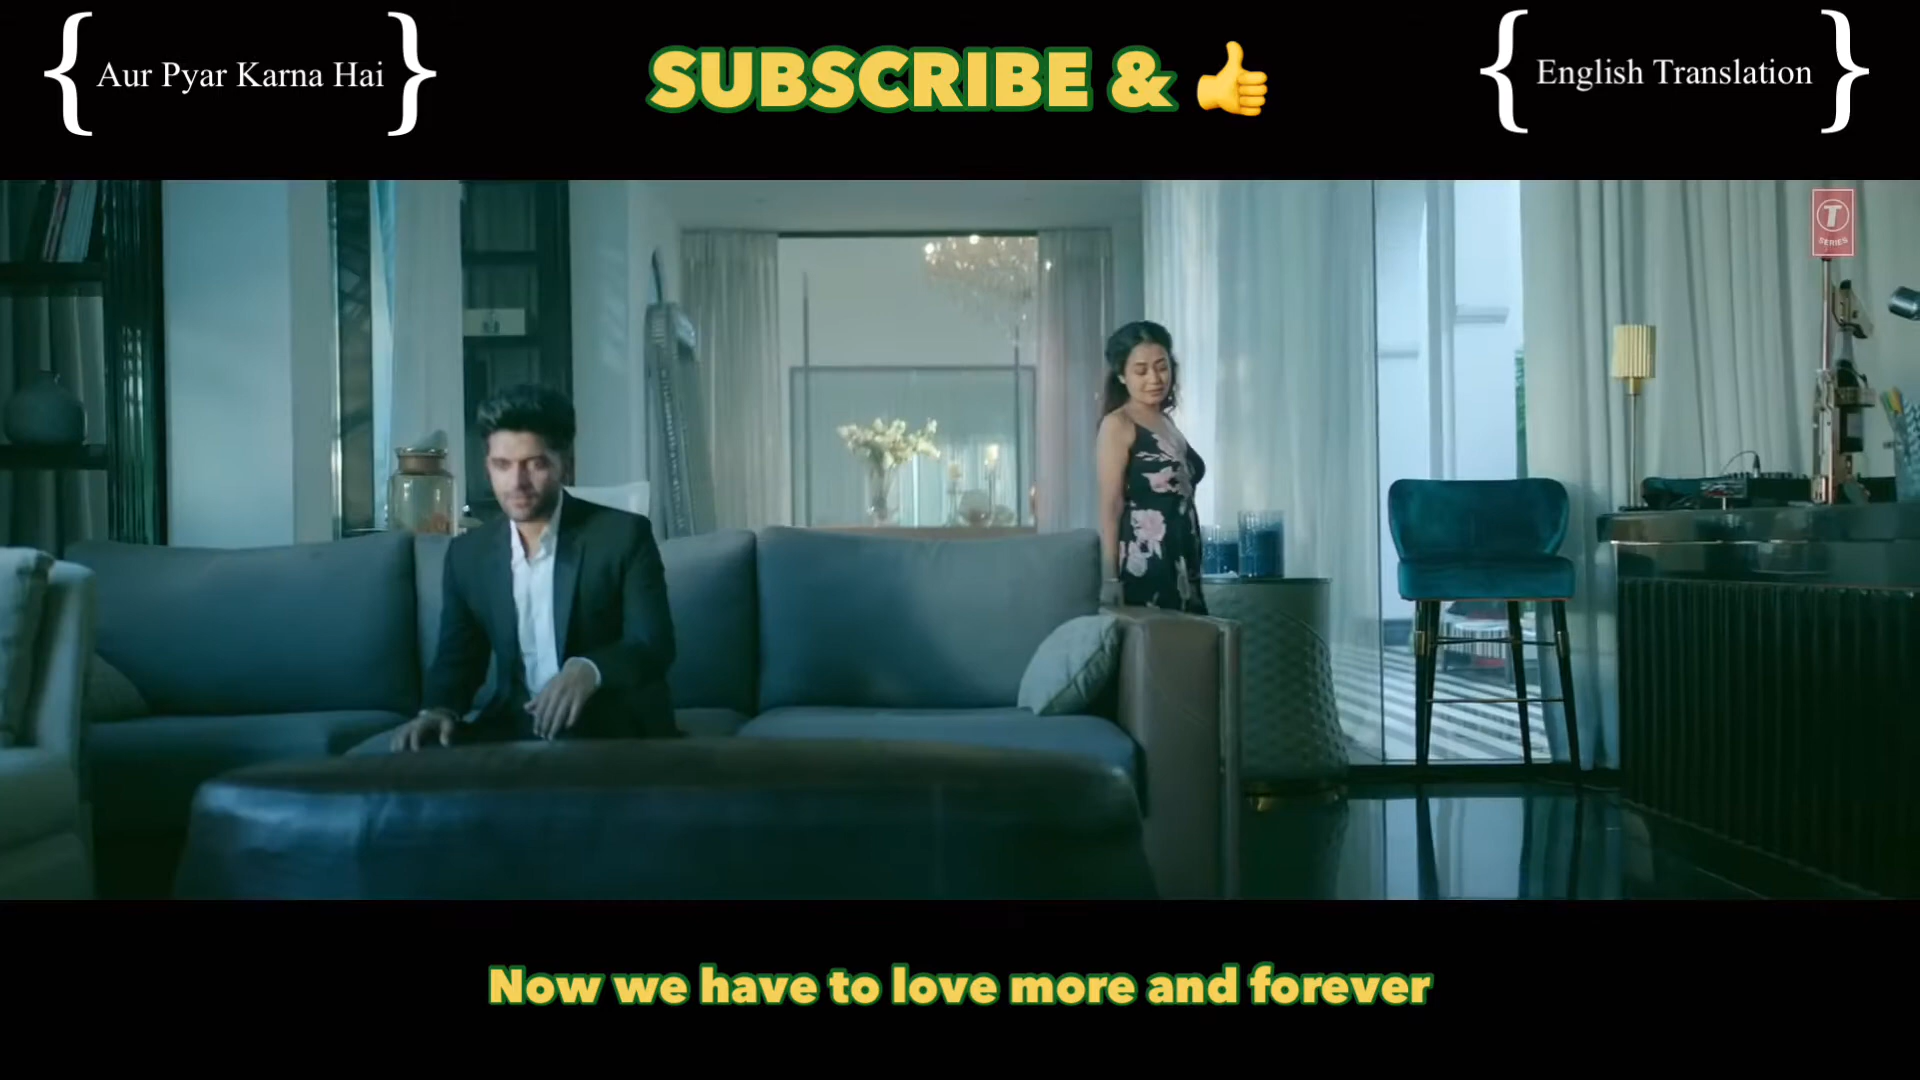 Aur Pyar Karna Hai
SUBSCRIBE & 👍
English Translation
T
SERIES
Now we have to love more and forever